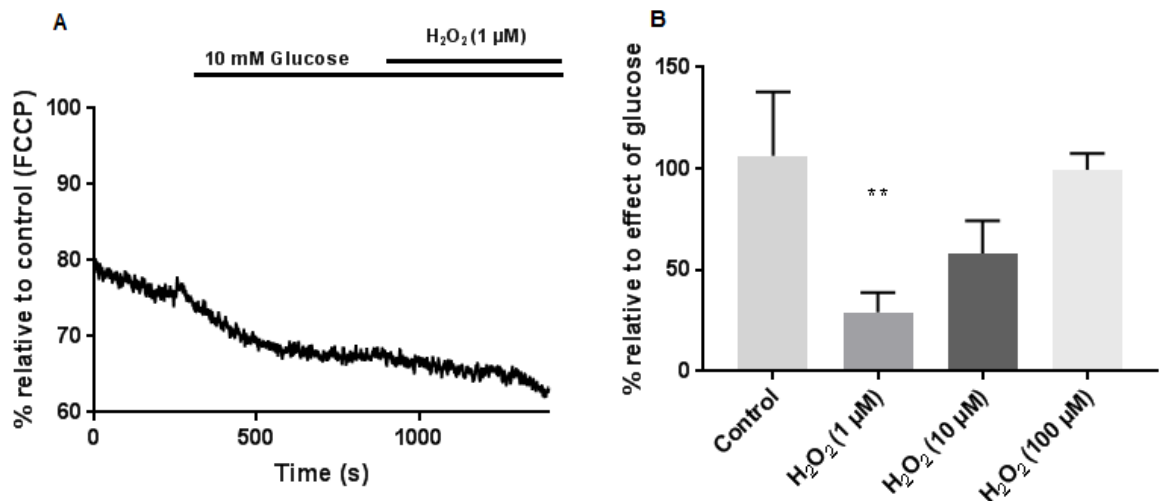 A
H₂O₂ (1 µM)
10 mM Glucose
% relative to control (FCCP)
100
90
80
70
60
0
500
1000
Time (s)
B
% relative to effect of glucose
150
100
50
0
**
Control
H₂O₂ (1 µM)
H₂O₂ (10 µM)
H₂O₂ (100 µM)